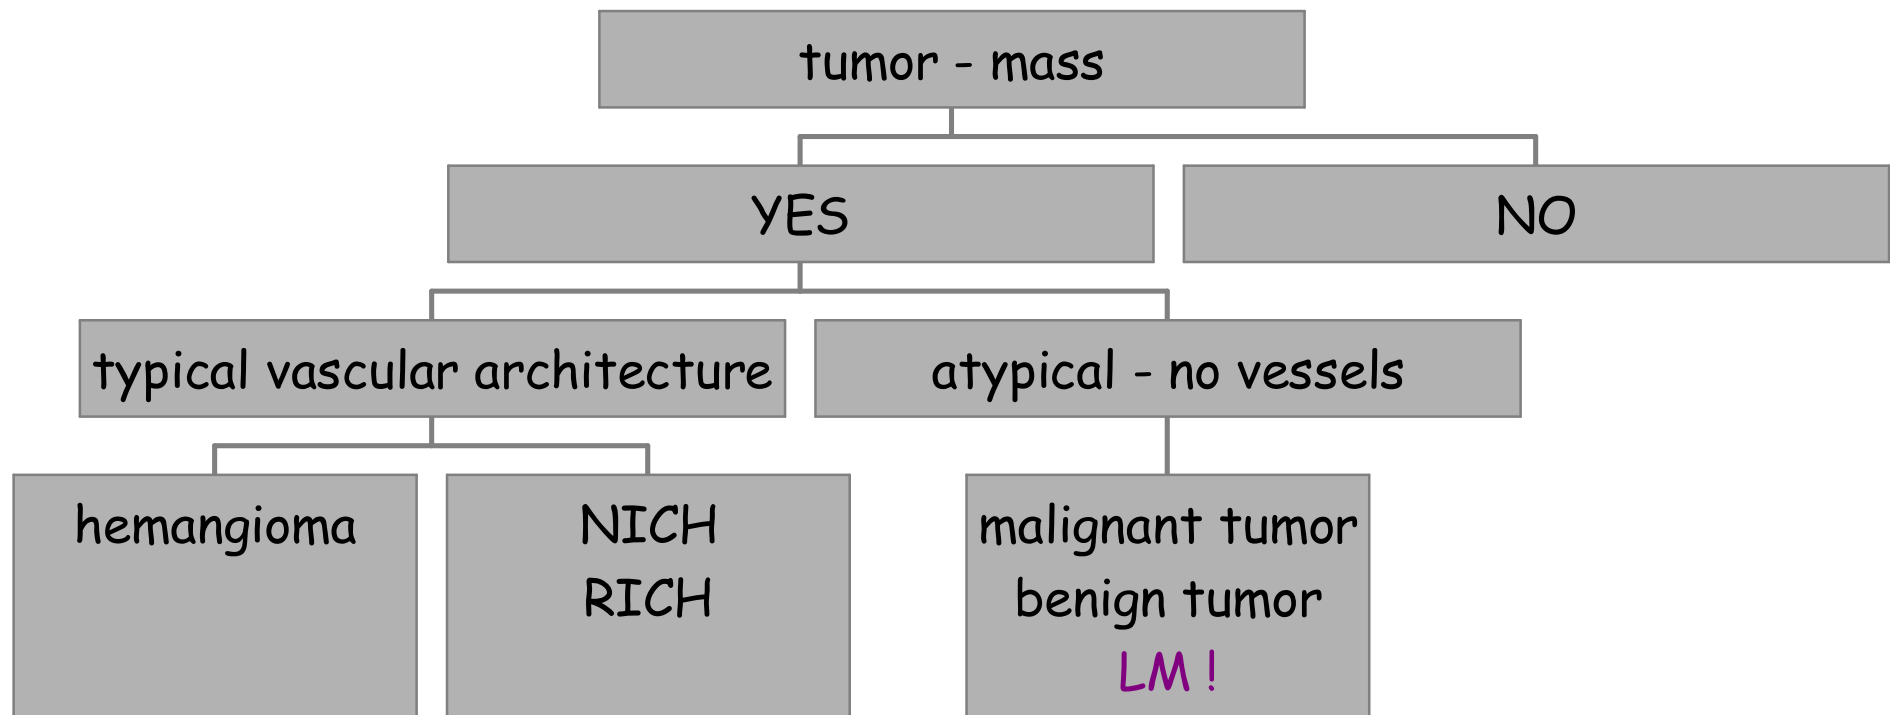 tumor - mass
YES
NO
typical vascular architecture
atypical - no vessels
hemangioma
NICH
RICH
malignant tumor
benign tumor
LM !